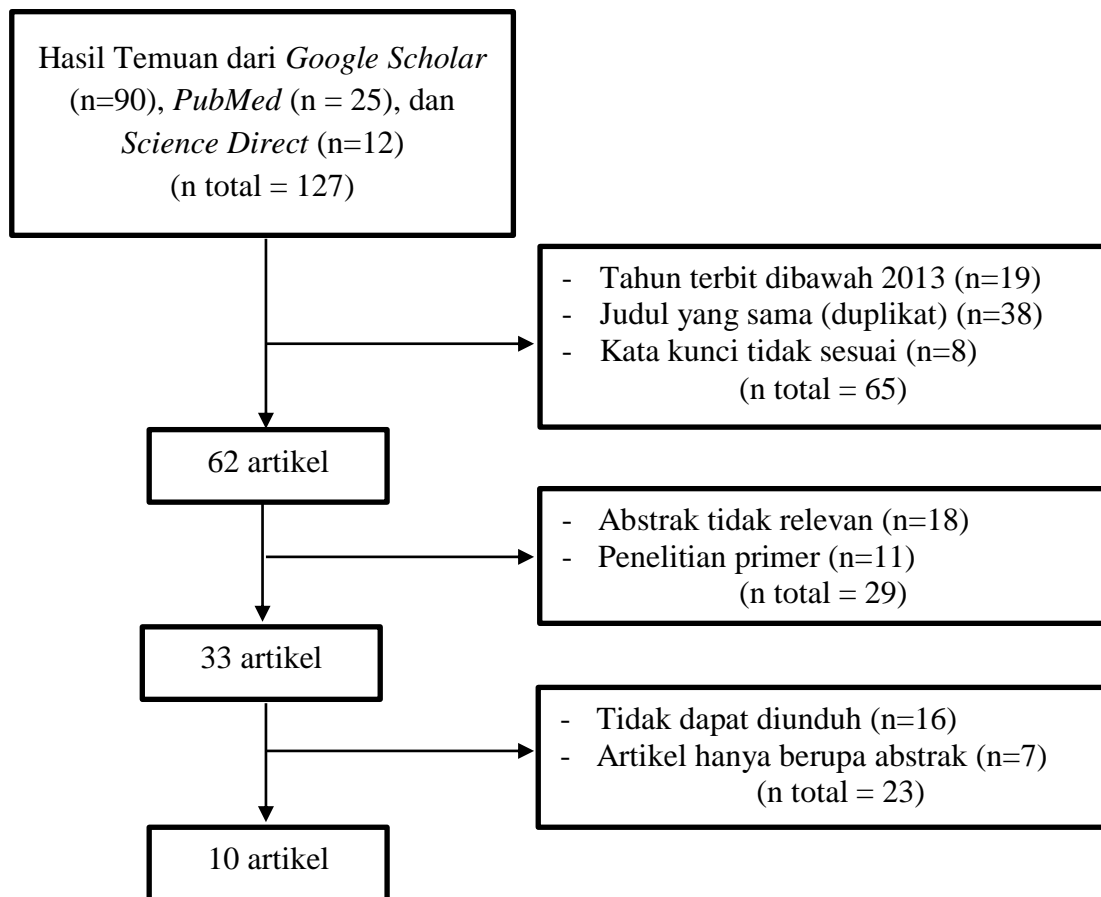 Hasil Temuan dari Google Scholar
(n=90), PubMed (n = 25), dan
Science Direct (n=12)
(n total = 127)
- Tahun terbit dibawah 2013 (n=19)
- Judul yang sama (duplikat) (n=38)
- Kata kunci tidak sesuai (n=8)
(n total = 65)
62 artikel
- Abstrak tidak relevan (n=18)
- Penelitian primer (n=11)
(n total = 29)
33 artikel
- Tidak dapat diunduh (n=16)
- Artikel hanya berupa abstrak (n=7)
(n total = 23)
10 artikel